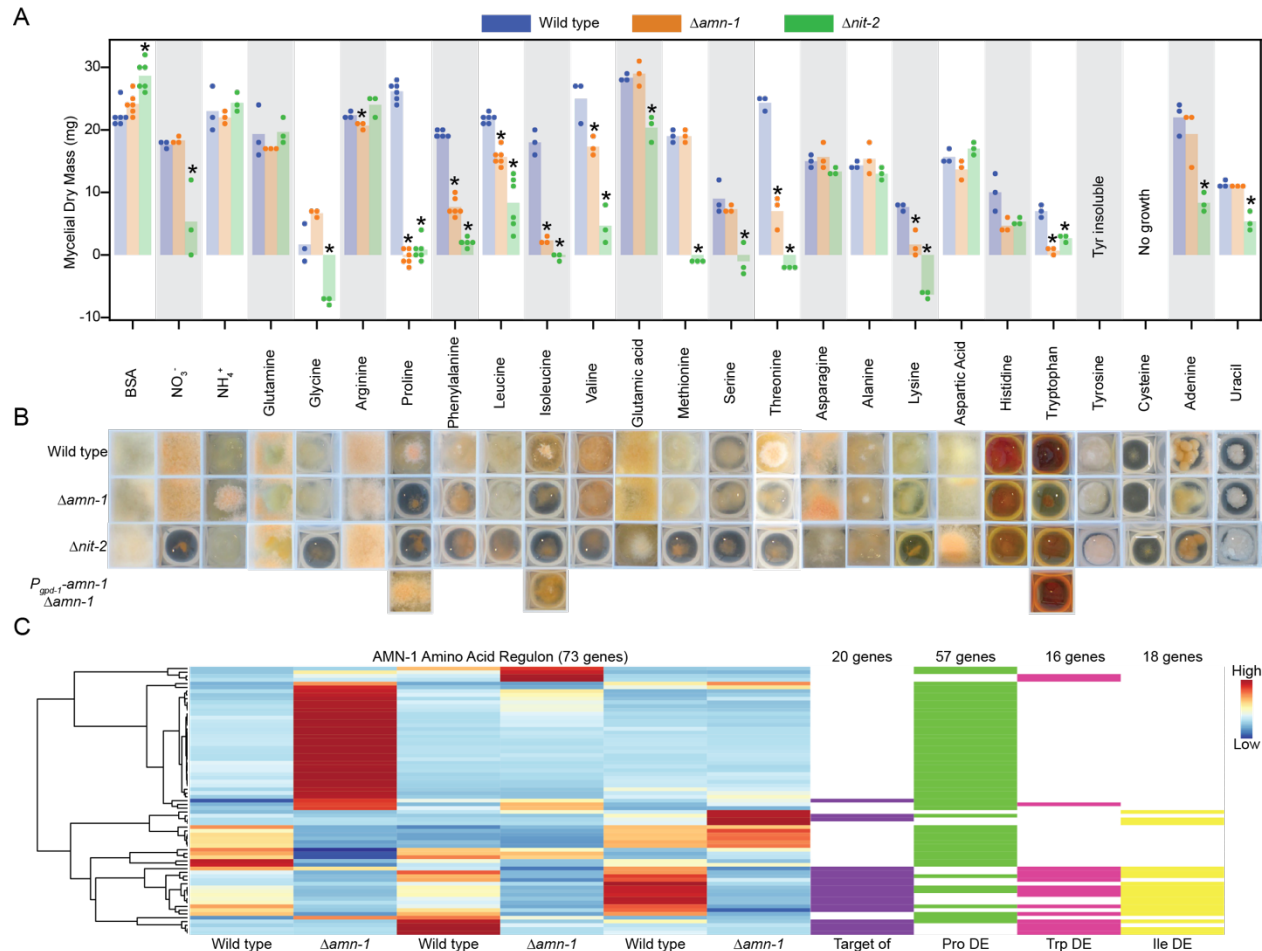 A
Wild type Δamn-1 Δnit-2
Mycelial Dry Mass (mg)
30
20
10
0
-10
* * * * * * * * * * * * * * * * * * * * * * * *
Tyr insoluble
No growth
BSA
NO₃⁻
NH₄⁺
Glutamine
Glycine
Arginine
Proline
Phenylalanine
Leucine
Isoleucine
Valine
Glutamic acid
Methionine
Serine
Threonine
Asparagine
Alanine
Lysine
Aspartic Acid
Histidine
Tryptophan
Tyrosine
Cysteine
Adenine
Uracil
B
Wild type
Δamn-1
Δnit-2
P gpd-1-amn-1
Δamn-1
C
AMN-1 Amino Acid Regulon (73 genes) 20 genes 57 genes 16 genes 18 genes
High
Low
Wild type Δamn-1 Wild type Δamn-1 Wild type Δamn-1 Target of Pro DE Trp DE Ile DE